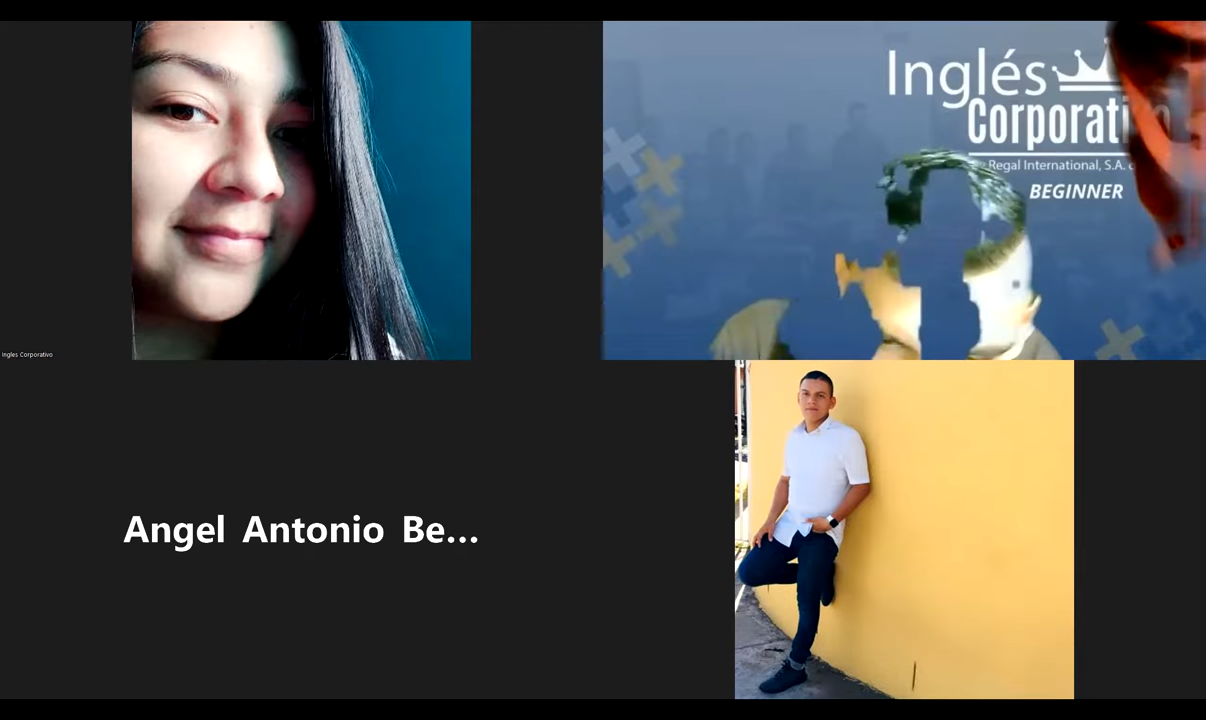 Inglés
Corporati
Regal International, S.A. d
BEGINNER
Ingles Corporativo
Angel Antonio Be...